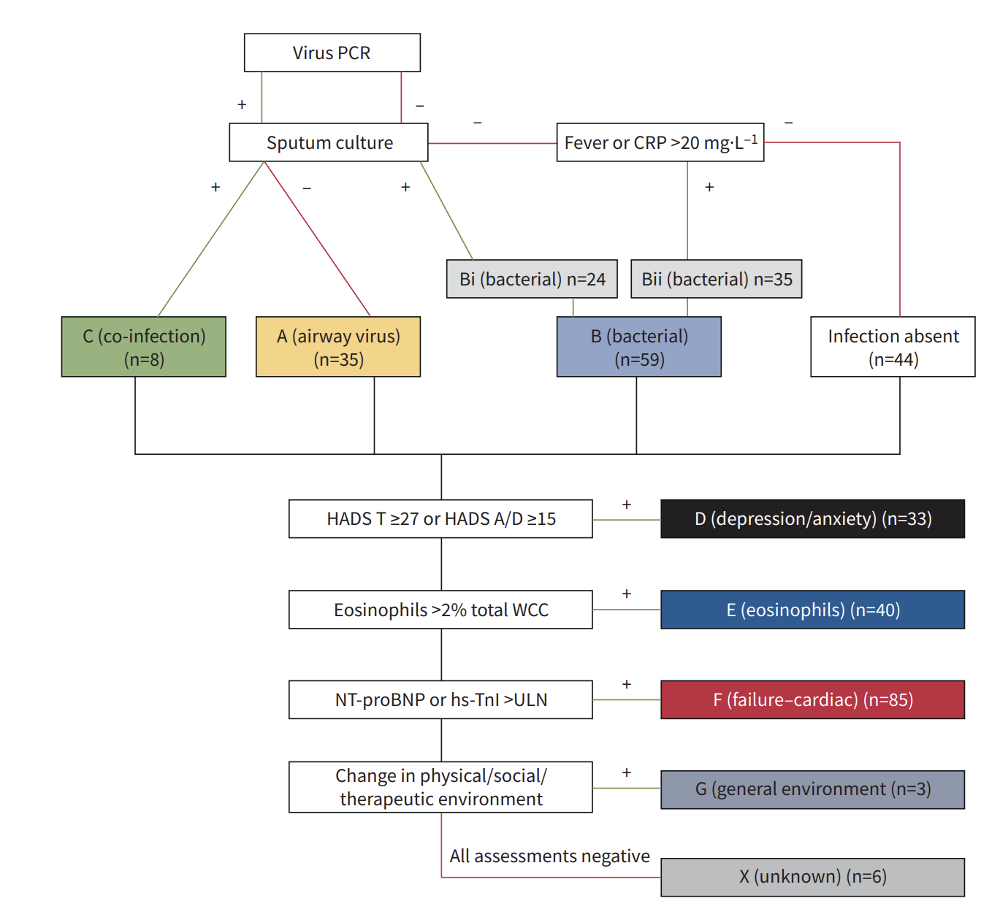 Virus PCR
+
–
Sputum culture
–
Fever or CRP >20 mg·L⁻¹
–
+
–
+
+
Bi (bacterial) n=24
Bii (bacterial) n=35
C (co-infection)
(n=8)
A (airway virus)
(n=35)
B (bacterial)
(n=59)
Infection absent
(n=44)
HADS T ≥27 or HADS A/D ≥15
+
D (depression/anxiety) (n=33)
Eosinophils >2% total WCC
+
E (eosinophils) (n=40)
NT-proBNP or hs-TnI >ULN
+
F (failure–cardiac) (n=85)
Change in physical/social/
therapeutic environment
+
G (general environment (n=3)
All assessments negative
X (unknown) (n=6)